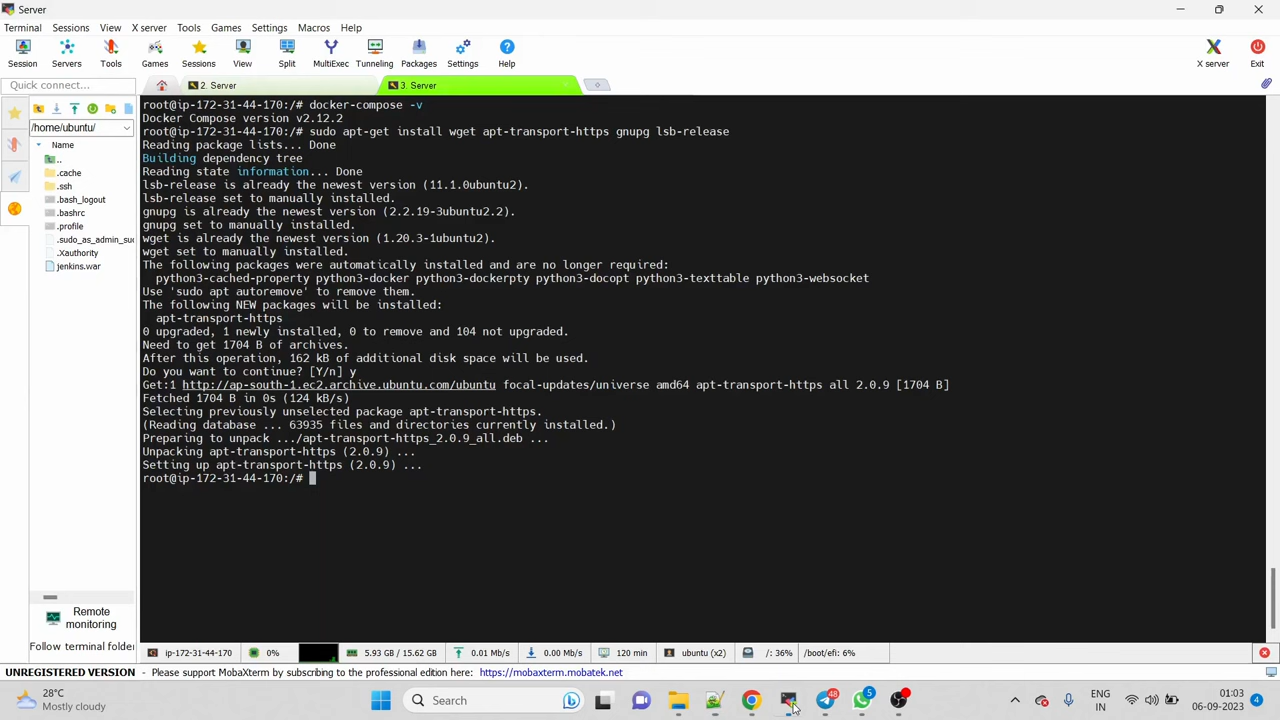 Server
Terminal Sessions View X server Tools Games Settings Macros Help
Session Servers Tools Games Sessions View Split MultiExec Tunneling Packages Settings Help X server Exit
Quick connect...
2. Server
3. Server
/home/ubuntu/
Name
..
.cache
.ssh
.bash_logout
.bashrc
.profile
.sudo_as_admin_suc
.Xauthority
jenkins.war
Remote
monitoring
Follow terminal folder
root@ip-172-31-44-170:/# docker-compose -v
Docker Compose version v2.12.2
root@ip-172-31-44-170:/# sudo apt-get install wget apt-transport-https gnupg lsb-release
Reading package lists... Done
Building dependency tree
Reading state information... Done
lsb-release is already the newest version (11.1.0ubuntu2).
lsb-release set to manually installed.
gnupg is already the newest version (2.2.19-3ubuntu2.2).
gnupg set to manually installed.
wget is already the newest version (1.20.3-1ubuntu2).
wget set to manually installed.
The following packages were automatically installed and are no longer required:
python3-cached-property python3-docker python3-dockerpty python3-docopt python3-texttable python3-websocket
Use 'sudo apt autoremove' to remove them.
The following NEW packages will be installed:
apt-transport-https
0 upgraded, 1 newly installed, 0 to remove and 104 not upgraded.
Need to get 1704 B of archives.
After this operation, 162 kB of additional disk space will be used.
Do you want to continue? [Y/n] y
Get:1 http://ap-south-1.ec2.archive.ubuntu.com/ubuntu focal-updates/universe amd64 apt-transport-https all 2.0.9 [1704 B]
Fetched 1704 B in 0s (124 kB/s)
Selecting previously unselected package apt-transport-https.
(Reading database ... 63935 files and directories currently installed.)
Preparing to unpack .../apt-transport-https_2.0.9_all.deb ...
Unpacking apt-transport-https (2.0.9) ...
Setting up apt-transport-https (2.0.9) ...
root@ip-172-31-44-170:/#
ip-172-31-44-170 0% 5.93 GB / 15.62 GB 0.01 Mb/s 0.00 Mb/s 120 min ubuntu (x2) /: 36% /boot/efi: 6%
UNREGISTERED VERSION - Please support MobaXterm by subscribing to the professional edition here: https://mobaxterm.mobatek.net
28°C
Mostly cloudy
Search
48
5
ENG
IN
01:03
06-09-2023